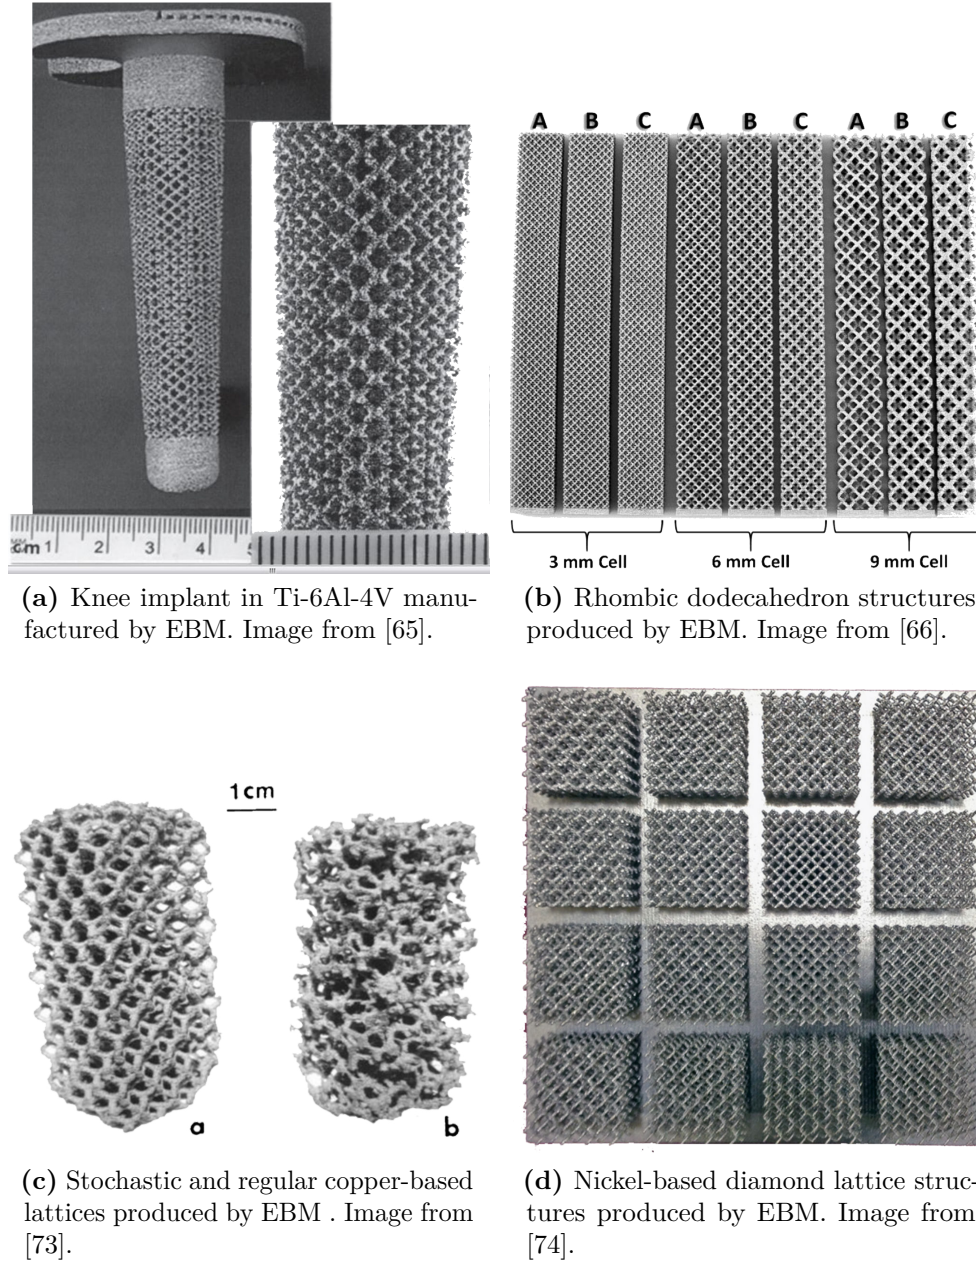 A B C A B C A B C
cm 1 2 3 4
3 mm Cell 6 mm Cell 9 mm Cell
(a) Knee implant in Ti-6Al-4V manu-
factured by EBM. Image from [65].
(b) Rhombic dodecahedron structures
produced by EBM. Image from [66].
1cm
a b
(c) Stochastic and regular copper-based
lattices produced by EBM . Image from
[73].
(d) Nickel-based diamond lattice struc-
tures produced by EBM. Image from
[74].